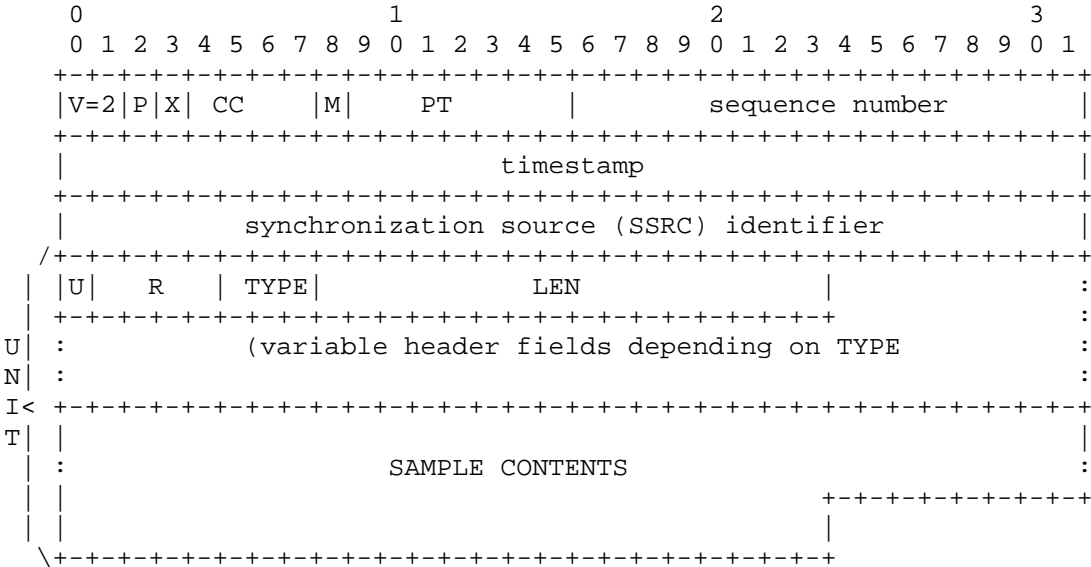 0                   1                   2                   3
 0 1 2 3 4 5 6 7 8 9 0 1 2 3 4 5 6 7 8 9 0 1 2 3 4 5 6 7 8 9 0 1
    +-+-+-+-+-+-+-+-+-+-+-+-+-+-+-+-+-+-+-+-+-+-+-+-+-+-+-+-+-+-+-+-+
    |V=2|P|X| CC    |M|    PT       |        sequence number        |
    +-+-+-+-+-+-+-+-+-+-+-+-+-+-+-+-+-+-+-+-+-+-+-+-+-+-+-+-+-+-+-+-+
    |                           timestamp                           |
    +-+-+-+-+-+-+-+-+-+-+-+-+-+-+-+-+-+-+-+-+-+-+-+-+-+-+-+-+-+-+-+-+
    |           synchronization source (SSRC) identifier            |
   /+-+-+-+-+-+-+-+-+-+-+-+-+-+-+-+-+-+-+-+-+-+-+-+-+-+-+-+-+-+-+-+-+
  | |U|   R   | TYPE|             LEN               |               :
  | +-+-+-+-+-+-+-+-+-+-+-+-+-+-+-+-+-+-+-+-+-+-+-+-+               :
 U| :           (variable header fields depending on TYPE           :
 N| :                                                               :
 I< +-+-+-+-+-+-+-+-+-+-+-+-+-+-+-+-+-+-+-+-+-+-+-+-+-+-+-+-+-+-+-+-+
 T| |                                                               |
  | :                    SAMPLE CONTENTS                            :
  | |                                               +-+-+-+-+-+-+-+-+
  | |                                               |
   \+-+-+-+-+-+-+-+-+-+-+-+-+-+-+-+-+-+-+-+-+-+-+-+-+